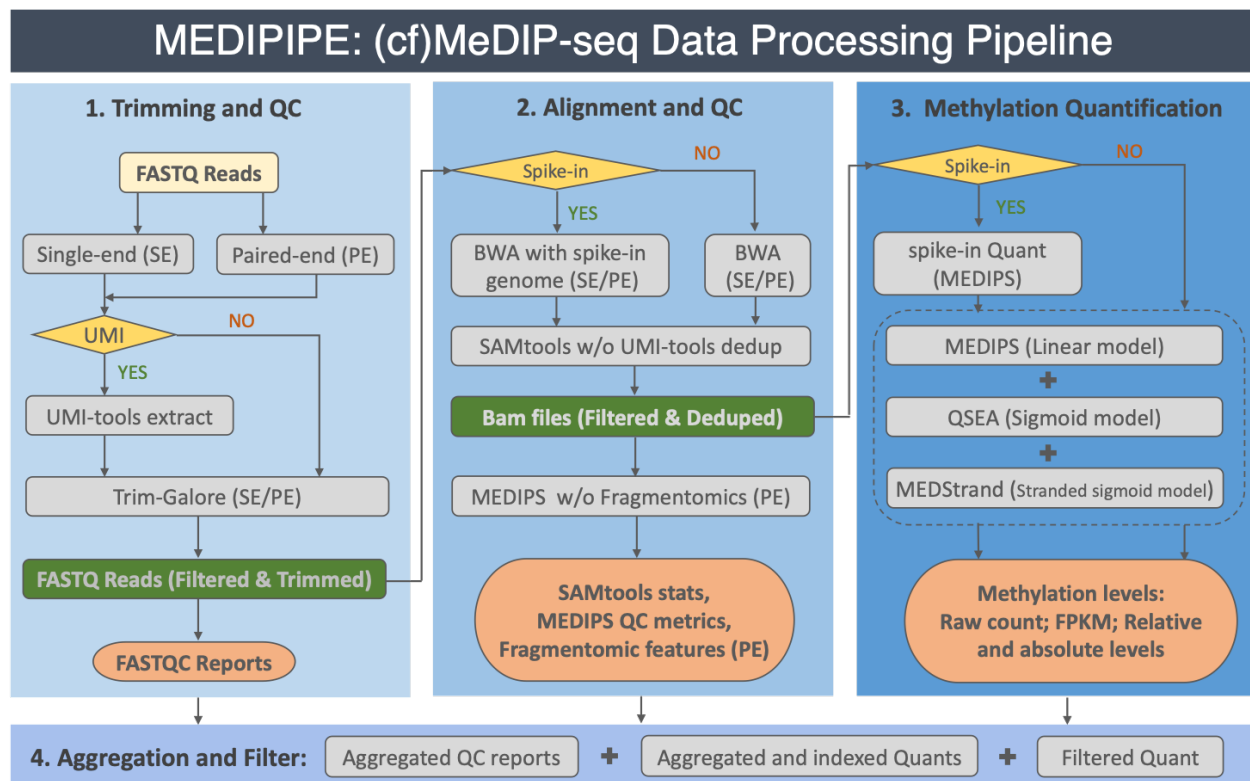 MEDIPIPE: (cf)MeDIP-seq Data Processing Pipeline
1. Trimming and QC
FASTQ Reads
Single-end (SE)
Paired-end (PE)
UMI
NO
YES
UMI-tools extract
Trim-Galore (SE/PE)
FASTQ Reads (Filtered & Trimmed)
FASTQC Reports
2. Alignment and QC
Spike-in
NO
YES
BWA with spike-in
genome (SE/PE)
BWA
(SE/PE)
SAMtools w/o UMI-tools dedup
Bam files (Filtered & Deduped)
MEDIPS w/o Fragmentomics (PE)
SAMtools stats,
MEDIPS QC metrics,
Fragmentomic features (PE)
3. Methylation Quantification
Spike-in
NO
YES
spike-in Quant
(MEDIPS)
MEDIPS (Linear model)
+
QSEA (Sigmoid model)
+
MEDStrand (Stranded sigmoid model)
Methylation levels:
Raw count; FPKM; Relative
and absolute levels
4. Aggregation and Filter: Aggregated QC reports + Aggregated and indexed Quants + Filtered Quant